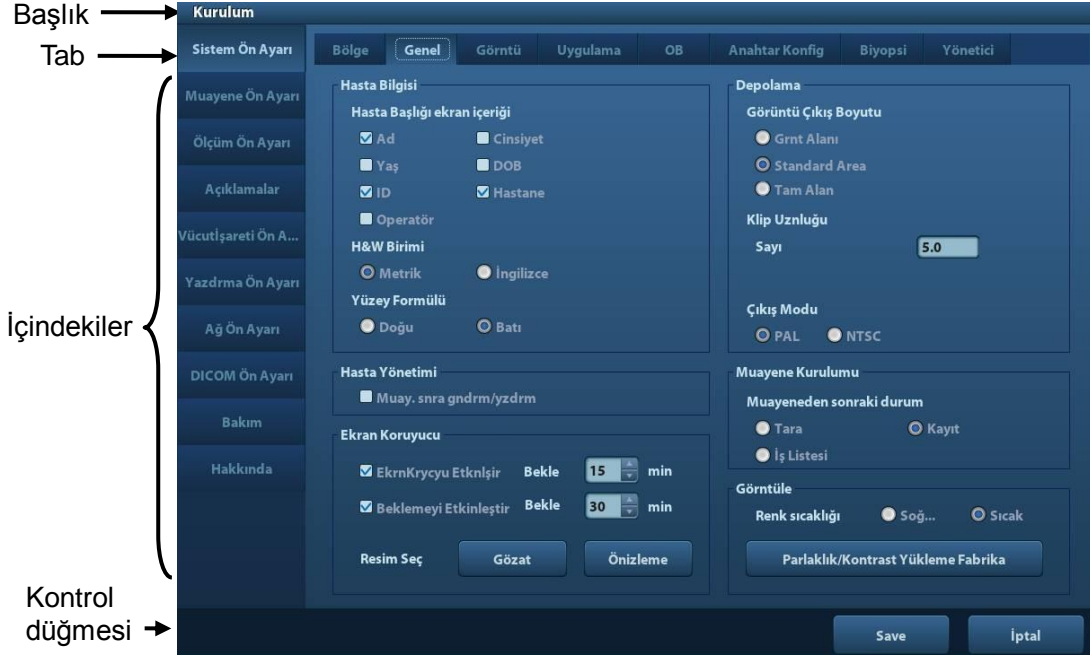 Başlık
Kurulum
Tab
Sistem Ön Ayarı
Bölge Genel Görntü Uygulama OB Anahtar Konfig Biyopsi Yönetici
İçindekiler
Muayene Ön Ayarı
Ölçüm Ön Ayarı
Açıklamalar
Vücutİşareti Ön A...
Yazdrma Ön Ayarı
Ağ Ön Ayarı
DICOM Ön Ayarı
Bakım
Hakkında
Hasta Bilgisi
Hasta Başlığı ekran içeriği
Ad Cinsiyet
Yaş DOB
ID Hastane
Operatör
H&W Birimi
Metrik İngilizce
Yüzey Formülü
Doğu Batı
Hasta Yönetimi
Muay. snra gndrm/yzdrm
Ekran Koruyucu
EkrnKrycyu Etknlşir Bekle 15 min
Beklemeyi Etkinleştir Bekle 30 min
Resim Seç Gözat Önizleme
Depolama
Görüntü Çıkış Boyutu
Grnt Alanı
Standard Area
Tam Alan
Klip Uznluğu
Sayı 5.0
Çıkış Modu
PAL NTSC
Muayene Kurulumu
Muayeneden sonraki durum
Tara Kayıt
İş Listesi
Görntüle
Renk sıcaklığı Soğ... Sıcak
Parlaklık/Kontrast Yükleme Fabrika
Kontrol
düğmesi
Save İptal